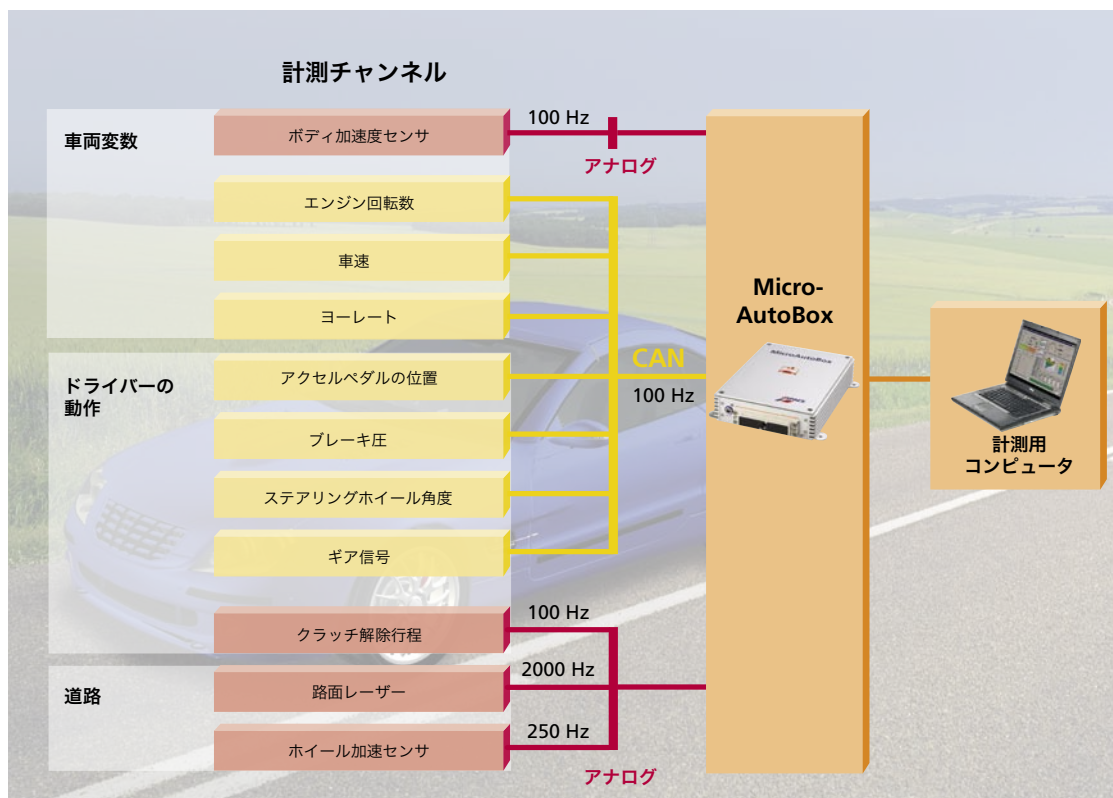 計測チャンネル
車両変数
ボディ加速度センサ
100 Hz
アナログ
エンジン回転数
車速
ヨーレート
ドライバーの
動作
アクセルペダルの位置
ブレーキ圧
ステアリングホイール角度
ギア信号
CAN
100 Hz
クラッチ解除行程
100 Hz
道路
路面レーザー
2000 Hz
ホイール加速センサ
250 Hz
アナログ
Micro-
AutoBox
MicroAutoBox
計測用
コンピュータ